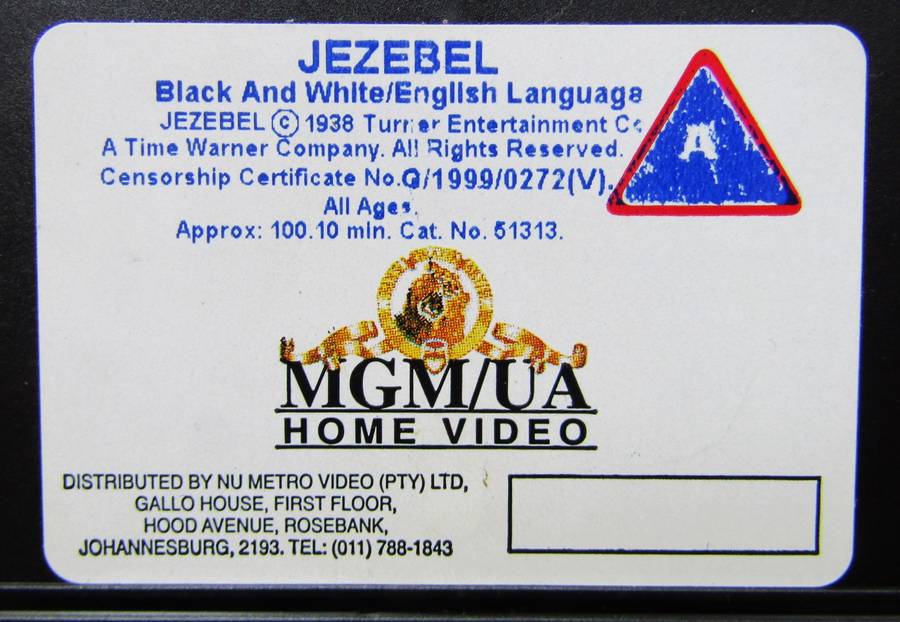 JEZEBEL
Black And White/English Language
JEZEBEL © 1938 Turner Entertainment Co
A Time Warner Company. All Rights Reserved.
Censorship Certificate No.G/1999/0272(V).
All Ages.
Approx: 100.10 min. Cat. No. 51313.
A
MGM/UA
HOME VIDEO
DISTRIBUTED BY NU METRO VIDEO (PTY) LTD,
GALLO HOUSE, FIRST FLOOR,
HOOD AVENUE, ROSEBANK,
JOHANNESBURG, 2193. TEL: (011) 788-1843